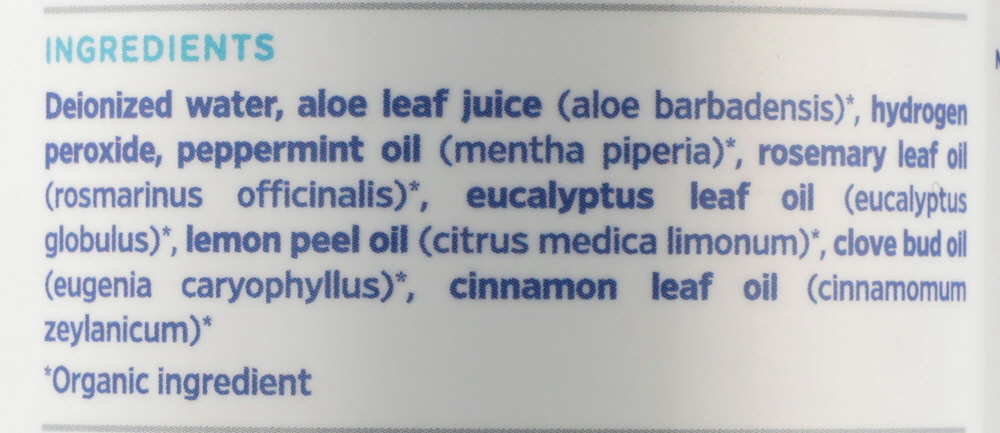 INGREDIENTS
Deionized water, aloe leaf juice (aloe barbadensis)*, hydrogen
peroxide, peppermint oil (mentha piperia)*, rosemary leaf oil
(rosmarinus officinalis)*, eucalyptus leaf oil (eucalyptus
globulus)*, lemon peel oil (citrus medica limonum)*, clove bud oil
(eugenia caryophyllus)*, cinnamon leaf oil (cinnamomum
zeylanicum)*
*Organic ingredient